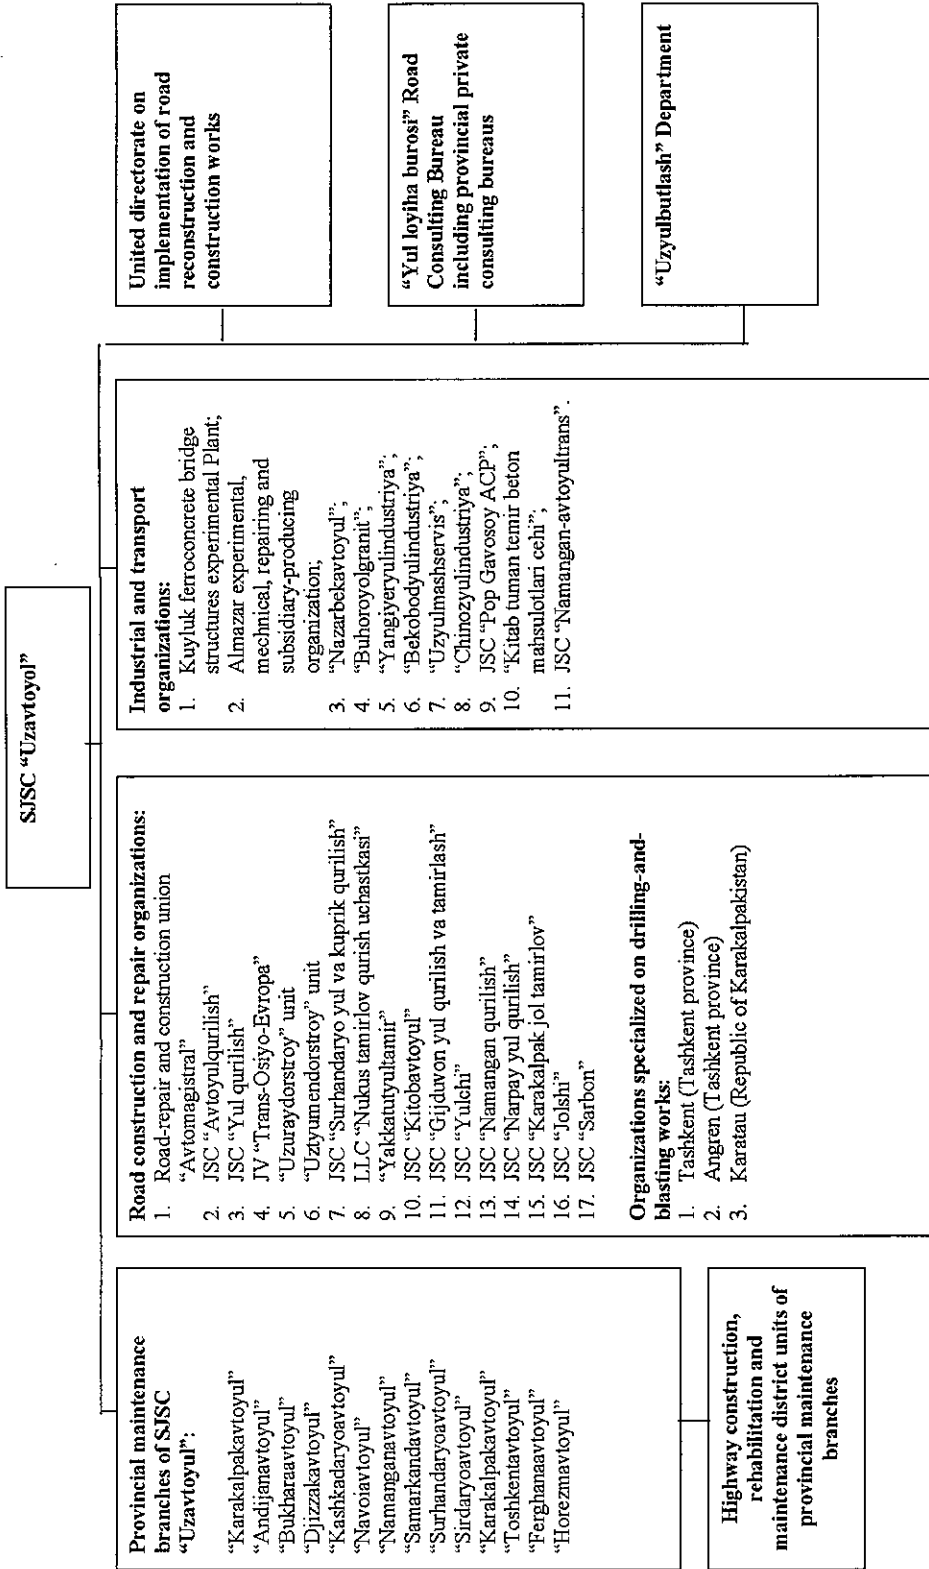 SJSC “Uzavtoyol”
Provincial maintenance
branches of SJSC
“Uzavtoyul”:
“Karakalpakavtoyul”
“Andijanavtoyul”
“Bukharaavtoyul”
“Djizzakavtoyul”
“Kashkadaryoavtoyul”
“Navoiavtoyul”
“Namanganavtoyul”
“Samarkandavtoyul”
“Surhandaryoavtoyul”
“Sirdaryoavtoyul”
“Karakalpakavtoyul”
“Toshkentavtoyul”
“Ferghanaavtoyul”
“Horezmavtoyul”
Highway construction,
rehabilitation and
maintenance district units of
provincial maintenance
branches
Road construction and repair organizations:
1. Road-repair and construction union
“Avtomagistral”
2. JSC “Avtoyulqurilish”
3. JSC “Yul qurilish”
4. JV “Trans-Osiyo-Evropa”
5. “Uzuraydorstroy” unit
6. “Uztyumendorstroy” unit
7. JSC “Surhandaryo yul va kuprik qurilish”
8. LLC “Nukus tamirlov qurish uchastkasi”
9. “Yakkatutyultamir”
10. JSC “Kitobavtoyul”
11. JSC “Gijduvon yul qurilish va tamirlash”
12. JSC “Yulchi”
13. JSC “Namangan qurilish”
14. JSC “Narpay yul qurilish”
15. JSC “Karakalpak jol tamirlov”
16. JSC “Jolshi”
17. JSC “Sarbon”
Organizations specialized on drilling-and-
blasting works:
1. Tashkent (Tashkent province)
2. Angren (Tashkent province)
3. Karatau (Republic of Karakalpakistan)
Industrial and transport
organizations:
1. Kuyluk ferroconcrete bridge
structures experimental Plant;
2. Almazar experimental,
mechnical, repairing and
subsidiary-producing
organization;
3. “Nazarbekavtoyul”;
4. “Buhoroyolgranit”;
5. “Yangiyeryulindustriya”;
6. “Bekobodyulindustriya”;
7. “Uzyulmashservis”;
8. “Chinozyulindustriya”;
9. JSC “Pop Gavosoy ACP”;
10. “Kitab tuman temir beton
mahsulotlari cehi”;
11. JSC “Namangan-avtoyultrans”.
United directorate on
implementation of road
reconstruction and
construction works
“Yul loyiha burosi” Road
Consulting Bureau
including provincial private
consulting bureaus
“Uzyulbutlash” Department